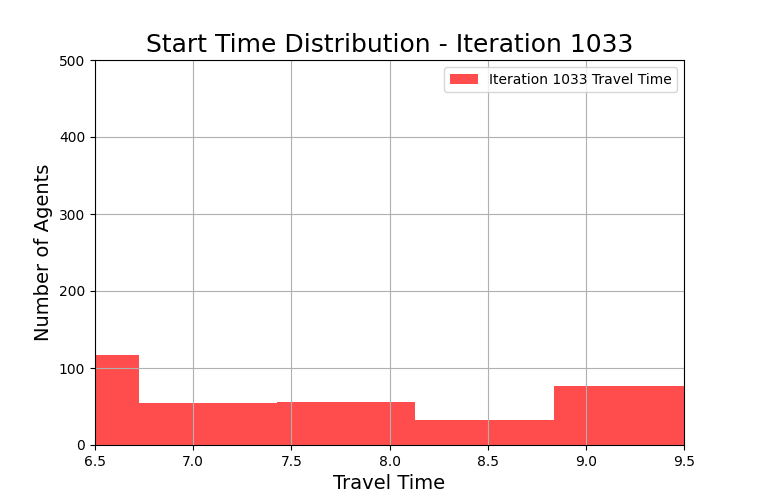 Start Time Distribution - Iteration 1033
Iteration 1033 Travel Time
Number of Agents
500
400
300
200
100
0
6.5 7.0 7.5 8.0 8.5 9.0 9.5
Travel Time